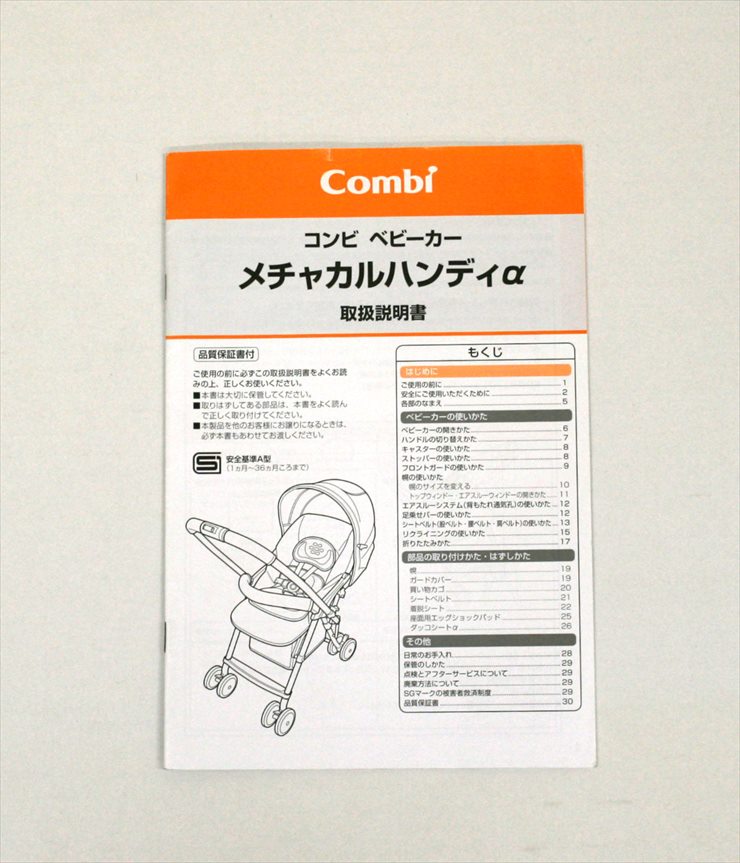 Combi
コンビ ベビーカー
メチャカルハンディα
取扱説明書
品質保証書付
ご使用の前に必ずこの取扱説明書をよくお読
みの上、正しくお使いください。
■本書は大切に保管してください。
■取りはずしてある部品は、本書をよく読ん
で正しく取り付けてください。
■本製品を他のお客様にお譲りになるときは、
必ず本書もあわせてお渡しください。
安全基準A型
(1ヵ月〜36ヵ月ころまで)
もくじ
はじめに
ご使用の前に 1
安全にご使用いただくために 2
各部のなまえ 5
ベビーカーの使いかた
ベビーカーの開きかた 6
ハンドルの切り替えかた 7
キャスターの使いかた 8
ストッパーの使いかた 8
フロントガードの使いかた 9
幌の使いかた
幌のサイズを変える 10
トップウィンドー・エアスルーウィンドーの開きかた 11
エアスルーシステム(背もたれ通気孔)の使いかた 12
足乗せバーの使いかた 12
シートベルト(股ベルト・腰ベルト・肩ベルト)の使いかた 13
リクライニングの使いかた 15
折りたたみかた 17
部品の取り付けかた・はずしかた
幌 19
ガードカバー 19
買い物カゴ 20
シートベルト 21
着脱シート 22
座面用エッグショックパッド 25
ダッコシートα 26
その他
日常のお手入れ 28
保管のしかた 29
点検とアフターサービスについて 29
廃棄方法について 29
SGマークの被害者救済制度 29
品質保証書 30